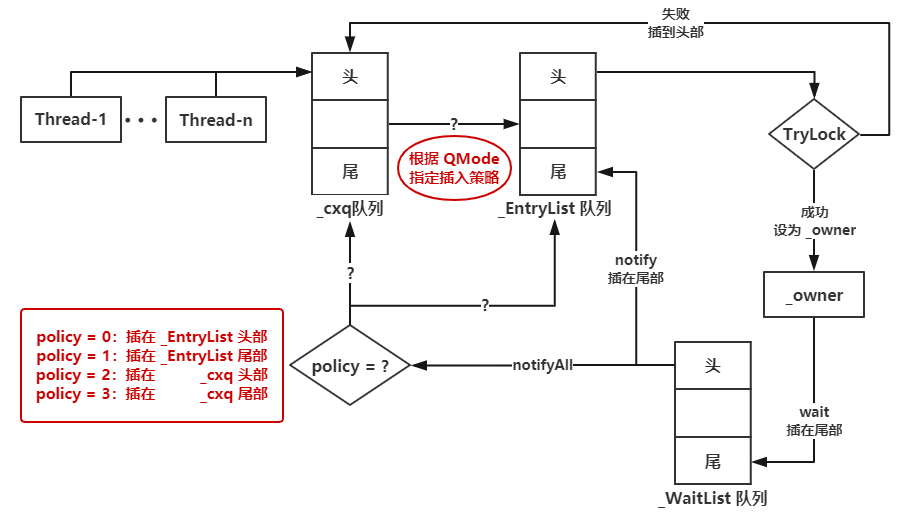 失败
插到头部
头
头
Thread-1
Thread-n
?
TryLock
根据 QMode
指定插入策略
尾
尾
_cxq队列
_EntryList 队列
成功
设为 _owner
notify
插在尾部
?
?
_owner
policy = 0：插在 _EntryList 头部
policy = 1：插在 _EntryList 尾部
policy = 2：插在 _cxq 头部
policy = 3：插在 _cxq 尾部
policy = ?
notifyAll
头
wait
插在尾部
尾
_WaitList 队列